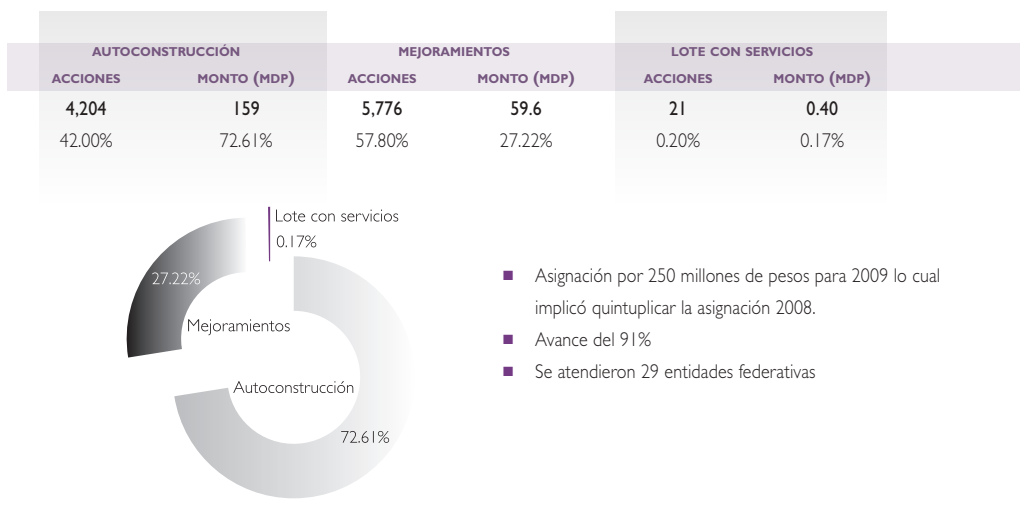 AUTOCONSTRUCCIÓN MEJORAMIENTOS LOTE CON SERVICIOS
ACCIONES MONTO (MDP) ACCIONES MONTO (MDP) ACCIONES MONTO (MDP)
4,204 159 5,776 59.6 21 0.40
42.00% 72.61% 57.80% 27.22% 0.20% 0.17%
Lote con servicios
0.17%
27.22%
Mejoramientos
Autoconstrucción
72.61%
■ Asignación por 250 millones de pesos para 2009 lo cual
implicó quintuplicar la asignación 2008.
■ Avance del 91%
■ Se atendieron 29 entidades federativas